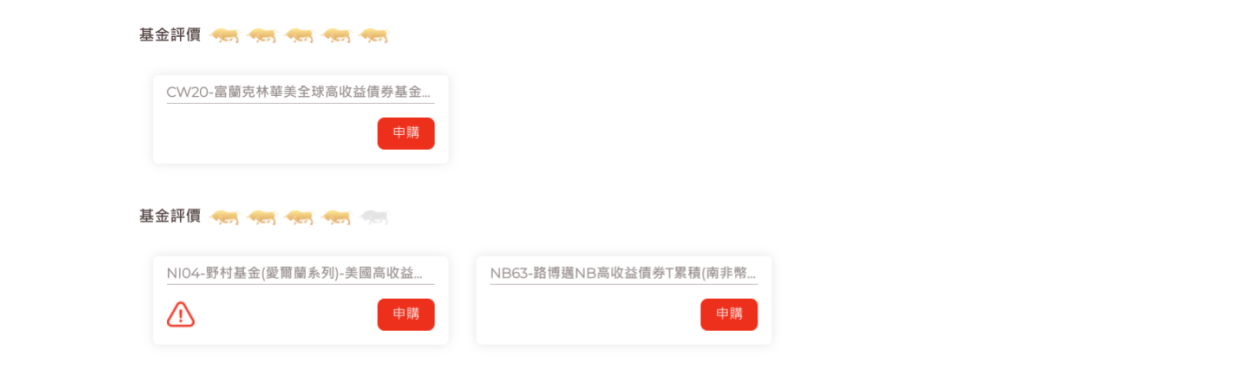 基金評價
CW20-富蘭克林華美全球高收益債券基金...
申購
基金評價
NI04-野村基金(愛爾蘭系列)-美國高收益...
申購
NB63-路博邁NB高收益債券T累積(南非幣...
申購